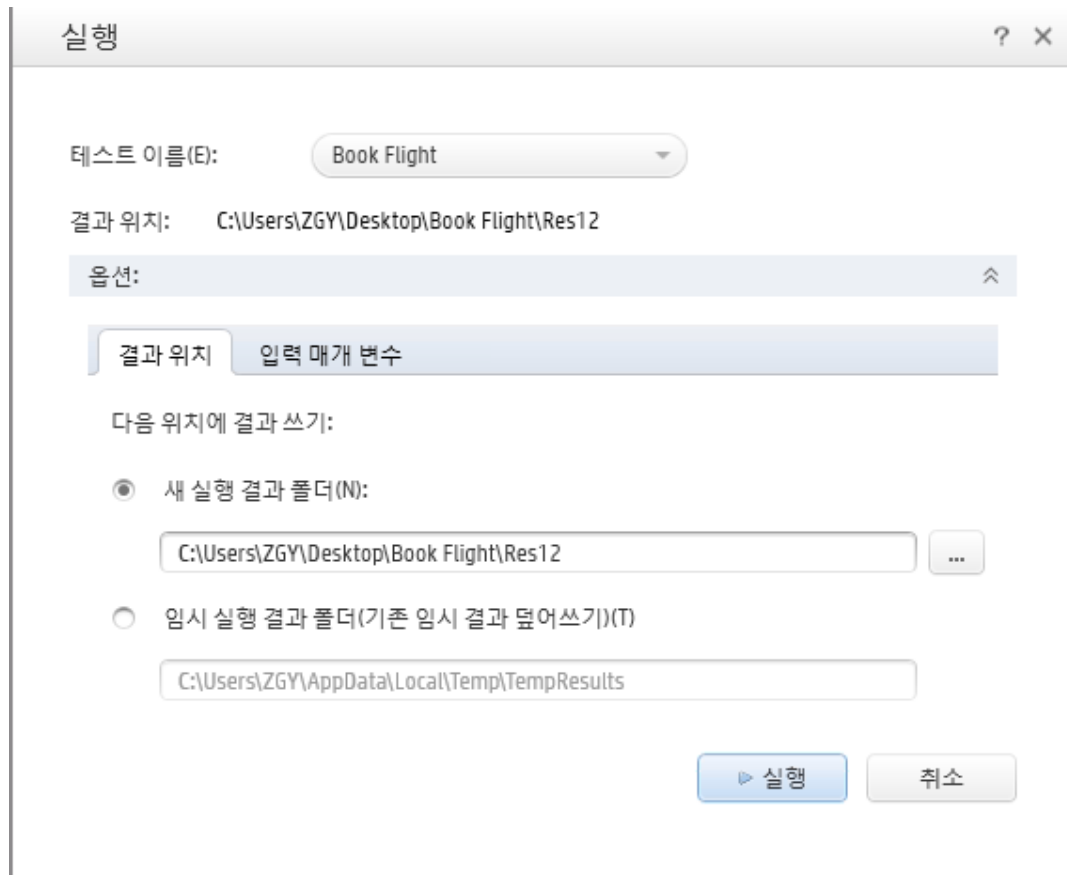 실행
테스트 이름(E): Book Flight
결과 위치: C:\Users\ZGY\Desktop\Book Flight\Res12
옵션:
결과 위치 입력 매개 변수
다음 위치에 결과 쓰기:
새 실행 결과 폴더(N):
C:\Users\ZGY\Desktop\Book Flight\Res12 ...
임시 실행 결과 폴더(기존 임시 결과 덮어쓰기)(T)
C:\Users\ZGY\AppData\Local\Temp\TempResults
실행 취소